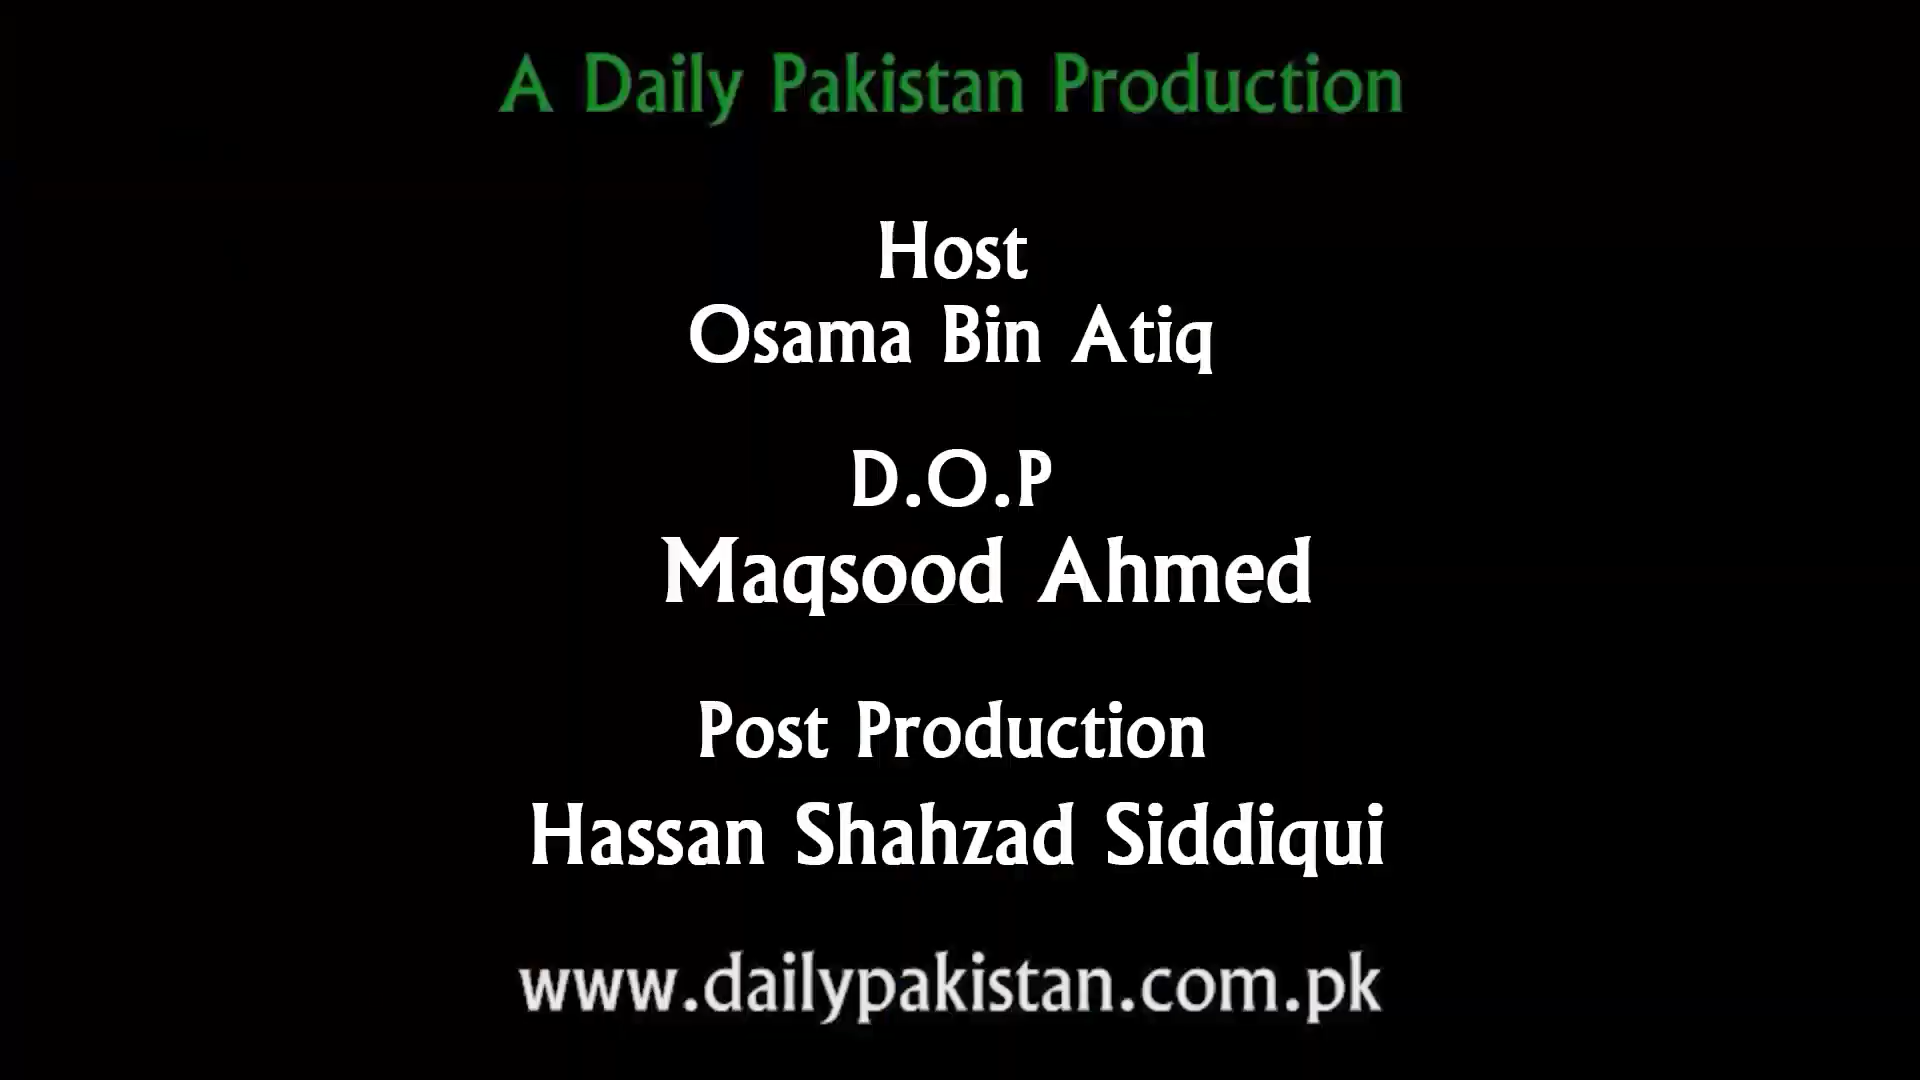 A Daily Pakistan Production
Host
Osama Bin Atiq
D.O.P
Maqsood Ahmed
Post Production
Hassan Shahzad Siddiqui
www.dailypakistan.com.pk